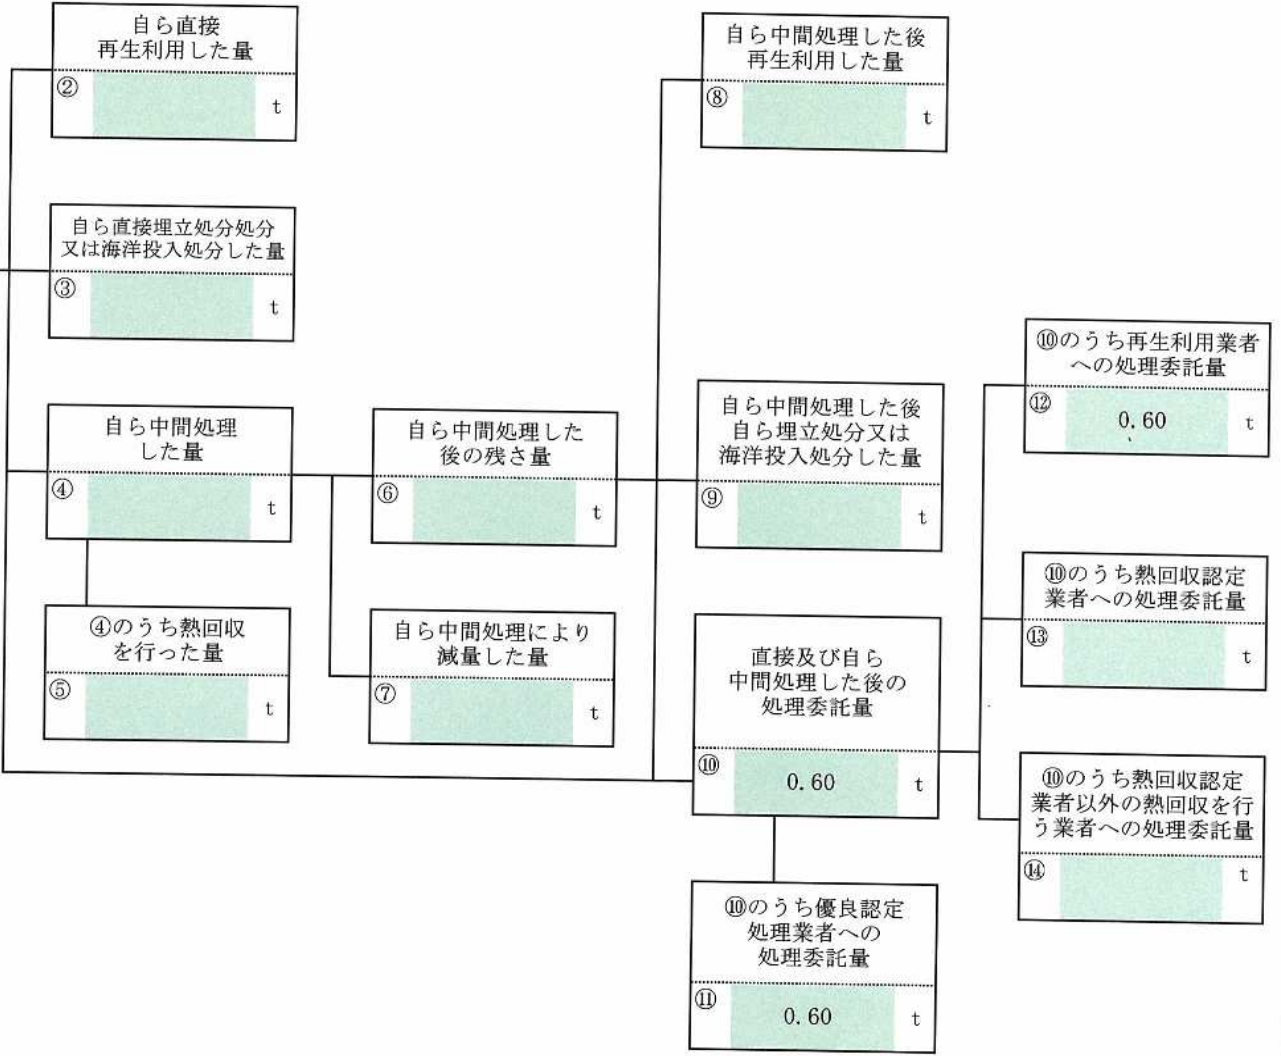 自ら直接
再生利用した量
②
t
自ら直接埋立処分処分
又は海洋投入処分した量
③
t
自ら中間処理
した量
④
t
④のうち熱回収
を行った量
⑤
t
自ら中間処理した
後の残さ量
⑥
t
自ら中間処理により
減量した量
⑦
t
自ら中間処理した後
再生利用した量
⑧
t
自ら中間処理した後
自ら埋立処分又は
海洋投入処分した量
⑨
t
直接及び自ら
中間処理した後の
処理委託量
⑩ 0.60 t
⑩のうち優良認定
処理業者への
処理委託量
⑪ 0.60 t
⑩のうち再生利用業者
への処理委託量
⑫ 0.60 t
⑩のうち熱回収認定
業者への処理委託量
⑬
t
⑩のうち熱回収認定
業者以外の熱回収を行
う業者への処理委託量
⑭
t